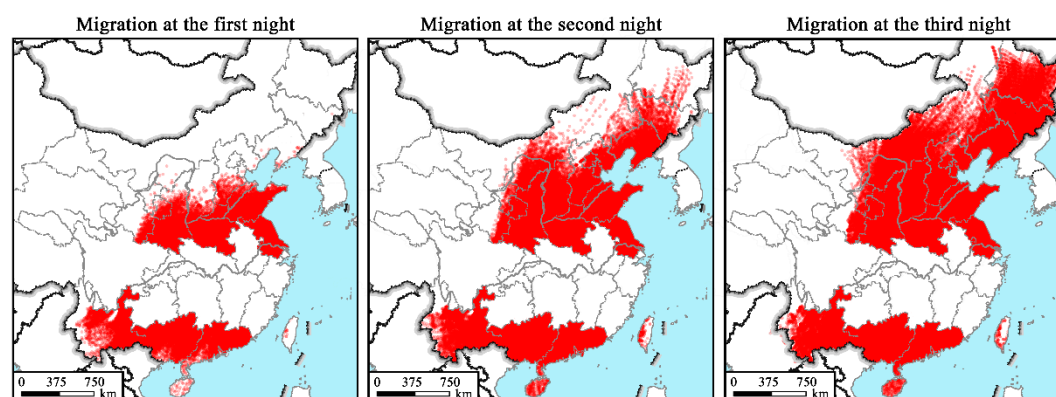 Migration at the first night
Migration at the second night
Migration at the third night
0 375 750
km
0 375 750
km
0 375 750
km